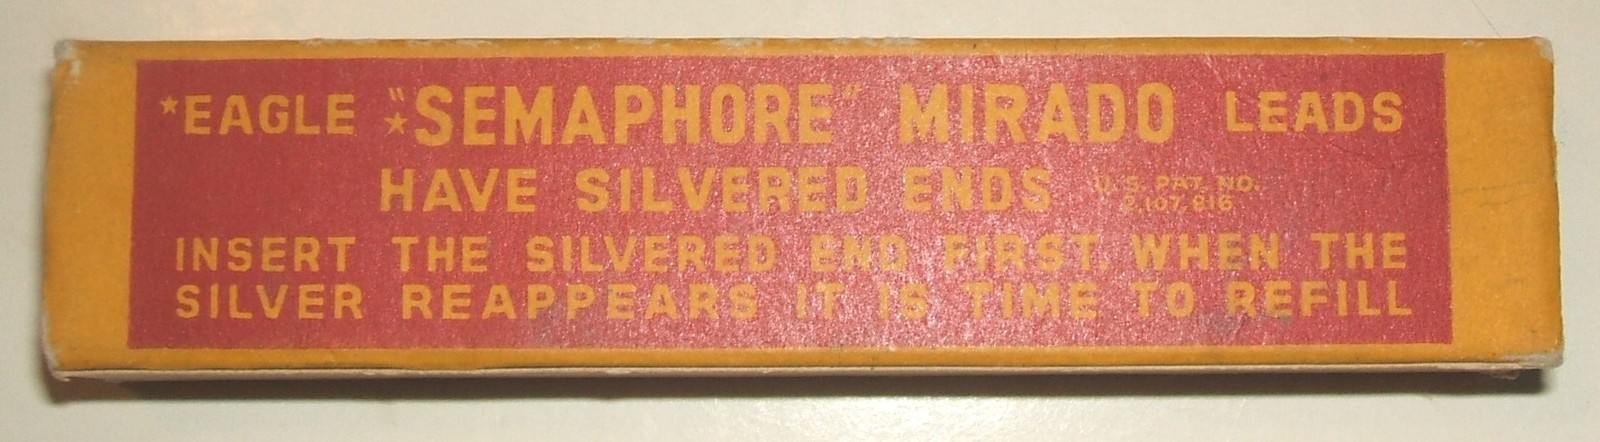 *EAGLE *"SEMAPHORE" MIRADO LEADS
HAVE SILVERED ENDS U.S. PAT. NO.
2,107,816
INSERT THE SILVERED END FIRST. WHEN THE
SILVER REAPPEARS IT IS TIME TO REFILL